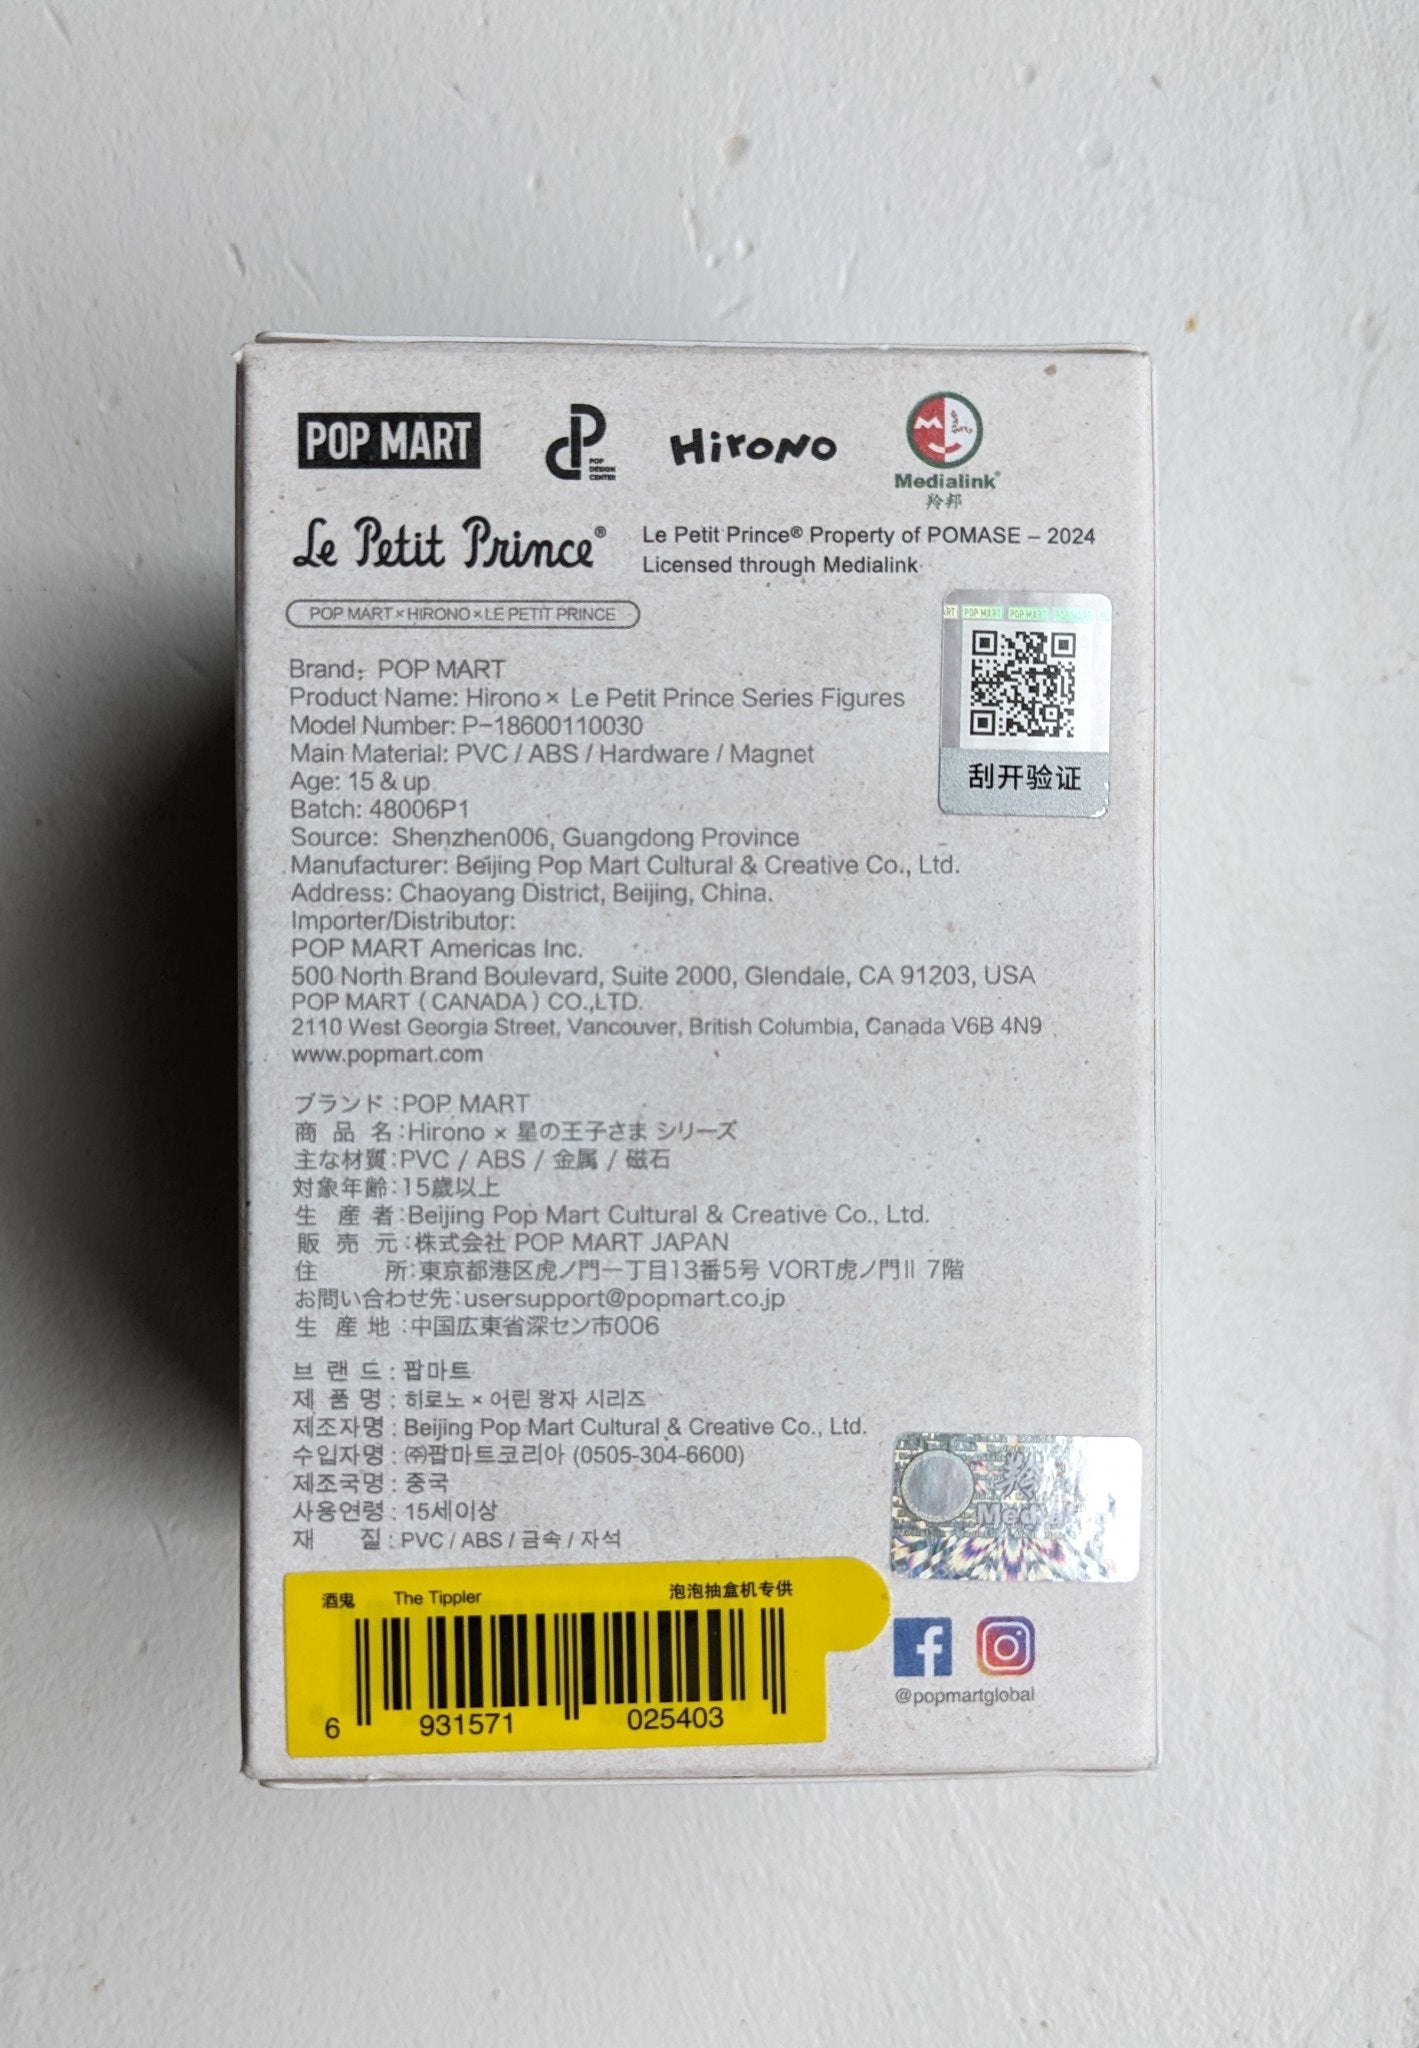 POP MART
POP
DESIGN
CENTER
HIRONO
Medialink®
羚邦
Le Petit Prince®
Le Petit Prince® Property of POMASE – 2024
Licensed through Medialink
POP MART×HIRONO×LE PETIT PRINCE
POP MART POP MART
刮开验证
Brand: POP MART
Product Name: Hirono× Le Petit Prince Series Figures
Model Number: P-18600110030
Main Material: PVC / ABS / Hardware / Magnet
Age: 15 & up
Batch: 48006P1
Source: Shenzhen006, Guangdong Province
Manufacturer: Beijing Pop Mart Cultural & Creative Co., Ltd.
Address: Chaoyang District, Beijing, China.
Importer/Distributor:
POP MART Americas Inc.
500 North Brand Boulevard, Suite 2000, Glendale, CA 91203, USA
POP MART（CANADA）CO.,LTD.
2110 West Georgia Street, Vancouver, British Columbia, Canada V6B 4N9
www.popmart.com
ブランド:POP MART
商品名:Hirono × 星の王子さま シリーズ
主な材質:PVC / ABS / 金属 / 磁石
対象年齢:15歳以上
生産者:Beijing Pop Mart Cultural & Creative Co., Ltd.
販売元:株式会社 POP MART JAPAN
住所:東京都港区虎ノ門一丁目13番5号 VORT虎ノ門Ⅱ 7階
お問い合わせ先:usersupport@popmart.co.jp
生産地:中国広東省深セン市006
브랜드 : 팝마트
제품명 : 히로노 × 어린 왕자 시리즈
제조자명 : Beijing Pop Mart Cultural & Creative Co., Ltd.
수입자명 : ㈜팝마트코리아 (0505-304-6600)
제조국명 : 중국
사용연령 : 15세이상
재질 : PVC / ABS / 금속 / 자석
羚
Media
酒鬼 The Tippler 泡泡抽盒机专供
6 931571 025403
@popmartglobal